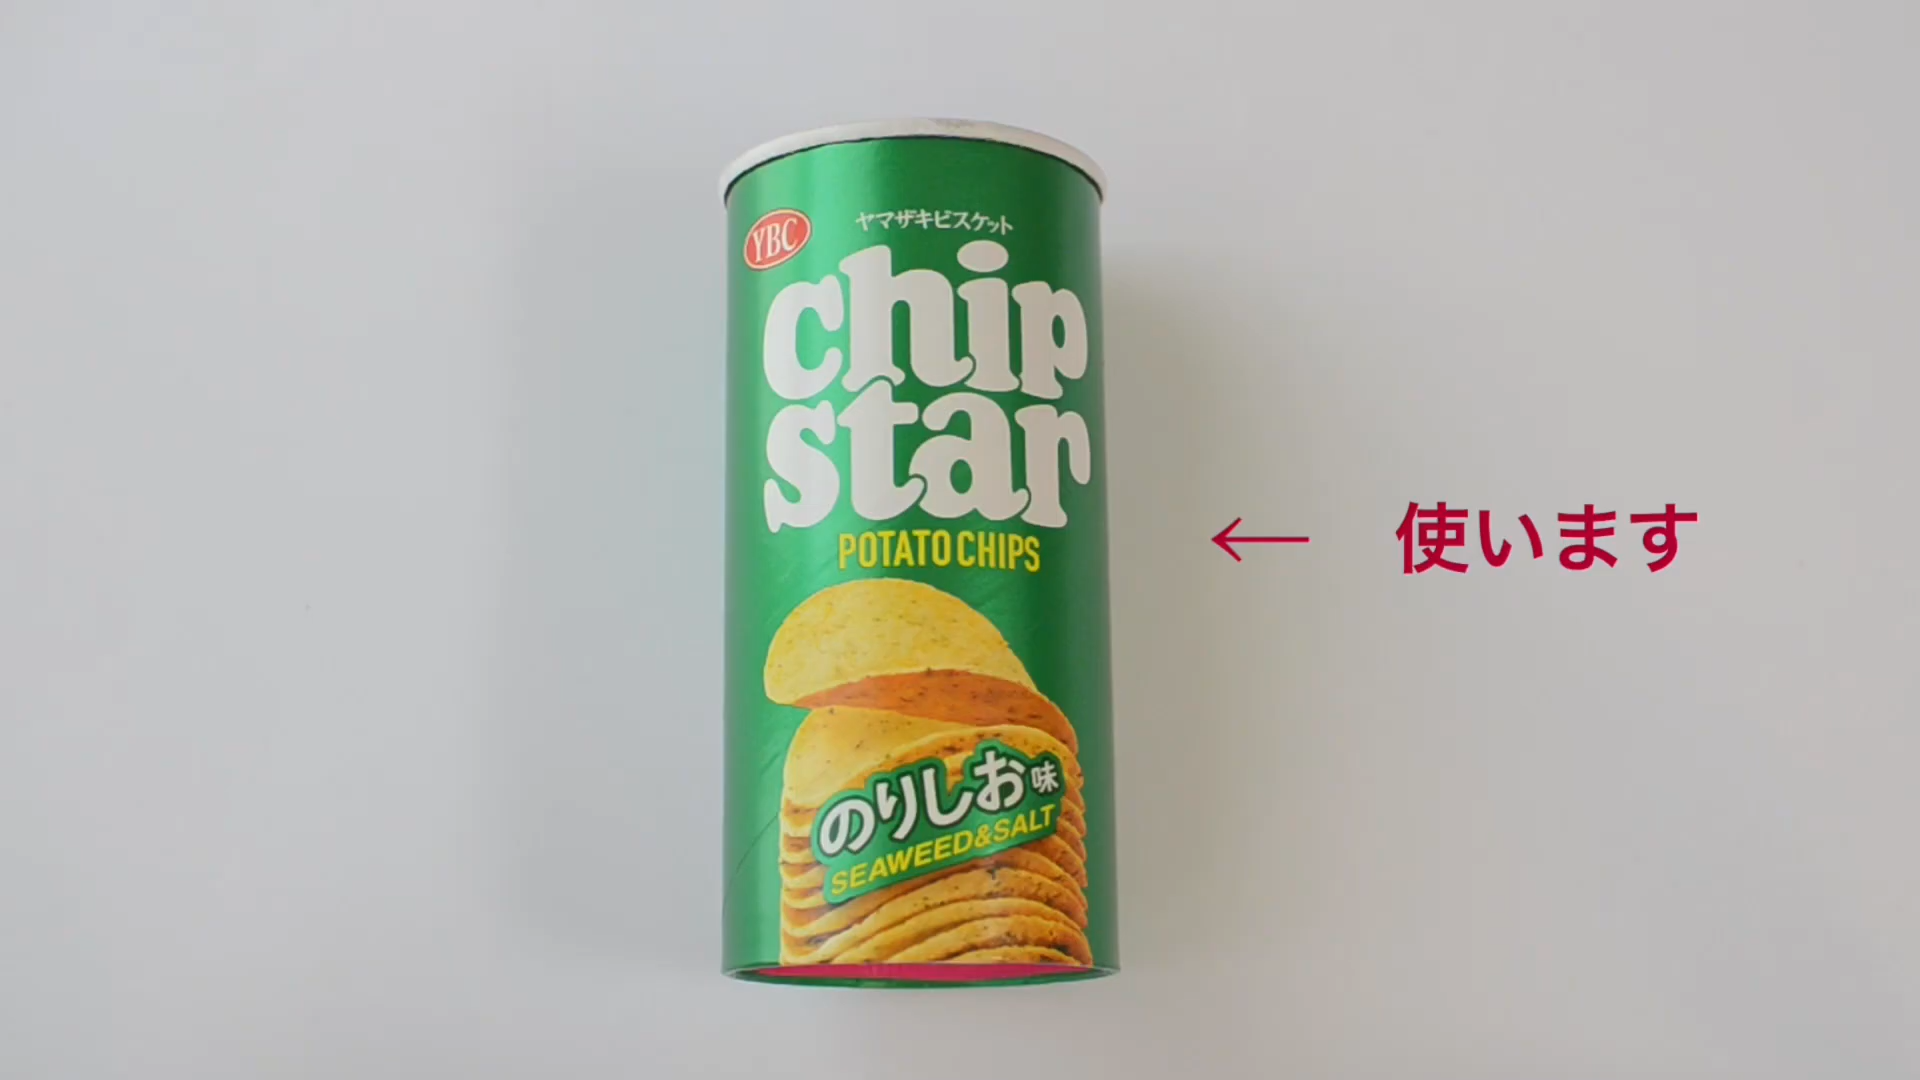 YBC
ヤマザキビスケット
Chip
star
POTATO CHIPS
← 使います
のりしお味
SEAWEED&SALT